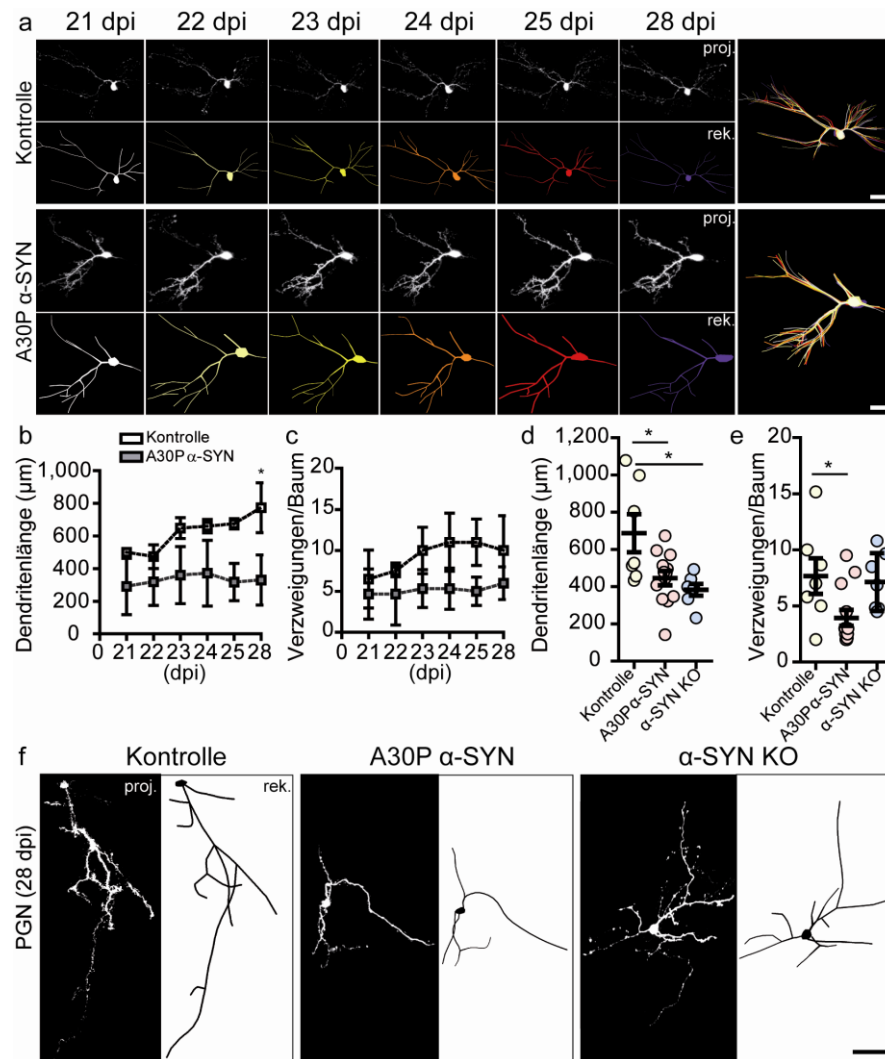 a
21 dpi 22 dpi 23 dpi 24 dpi 25 dpi 28 dpi
Kontrolle
proj.
rek.
A30P α-SYN
proj.
rek.
b
Kontrolle
A30P α-SYN
Dendritenlänge (µm)
1,000
800
600
400
200
0
*
0 21 22 23 24 25 28
(dpi)
c
Verzweigungen/Baum
20
15
10
5
0
0 21 22 23 24 25 28
(dpi)
d
Dendritenlänge (µm)
1,200
1,000
800
600
400
200
0
*
*
Kontrolle
A30P α-SYN
α-SYN KO
e
Verzweigungen/Baum
20
15
10
5
0
*
Kontrolle
A30P α-SYN
α-SYN KO
f
Kontrolle A30P α-SYN α-SYN KO
PGN (28 dpi)
proj. rek.